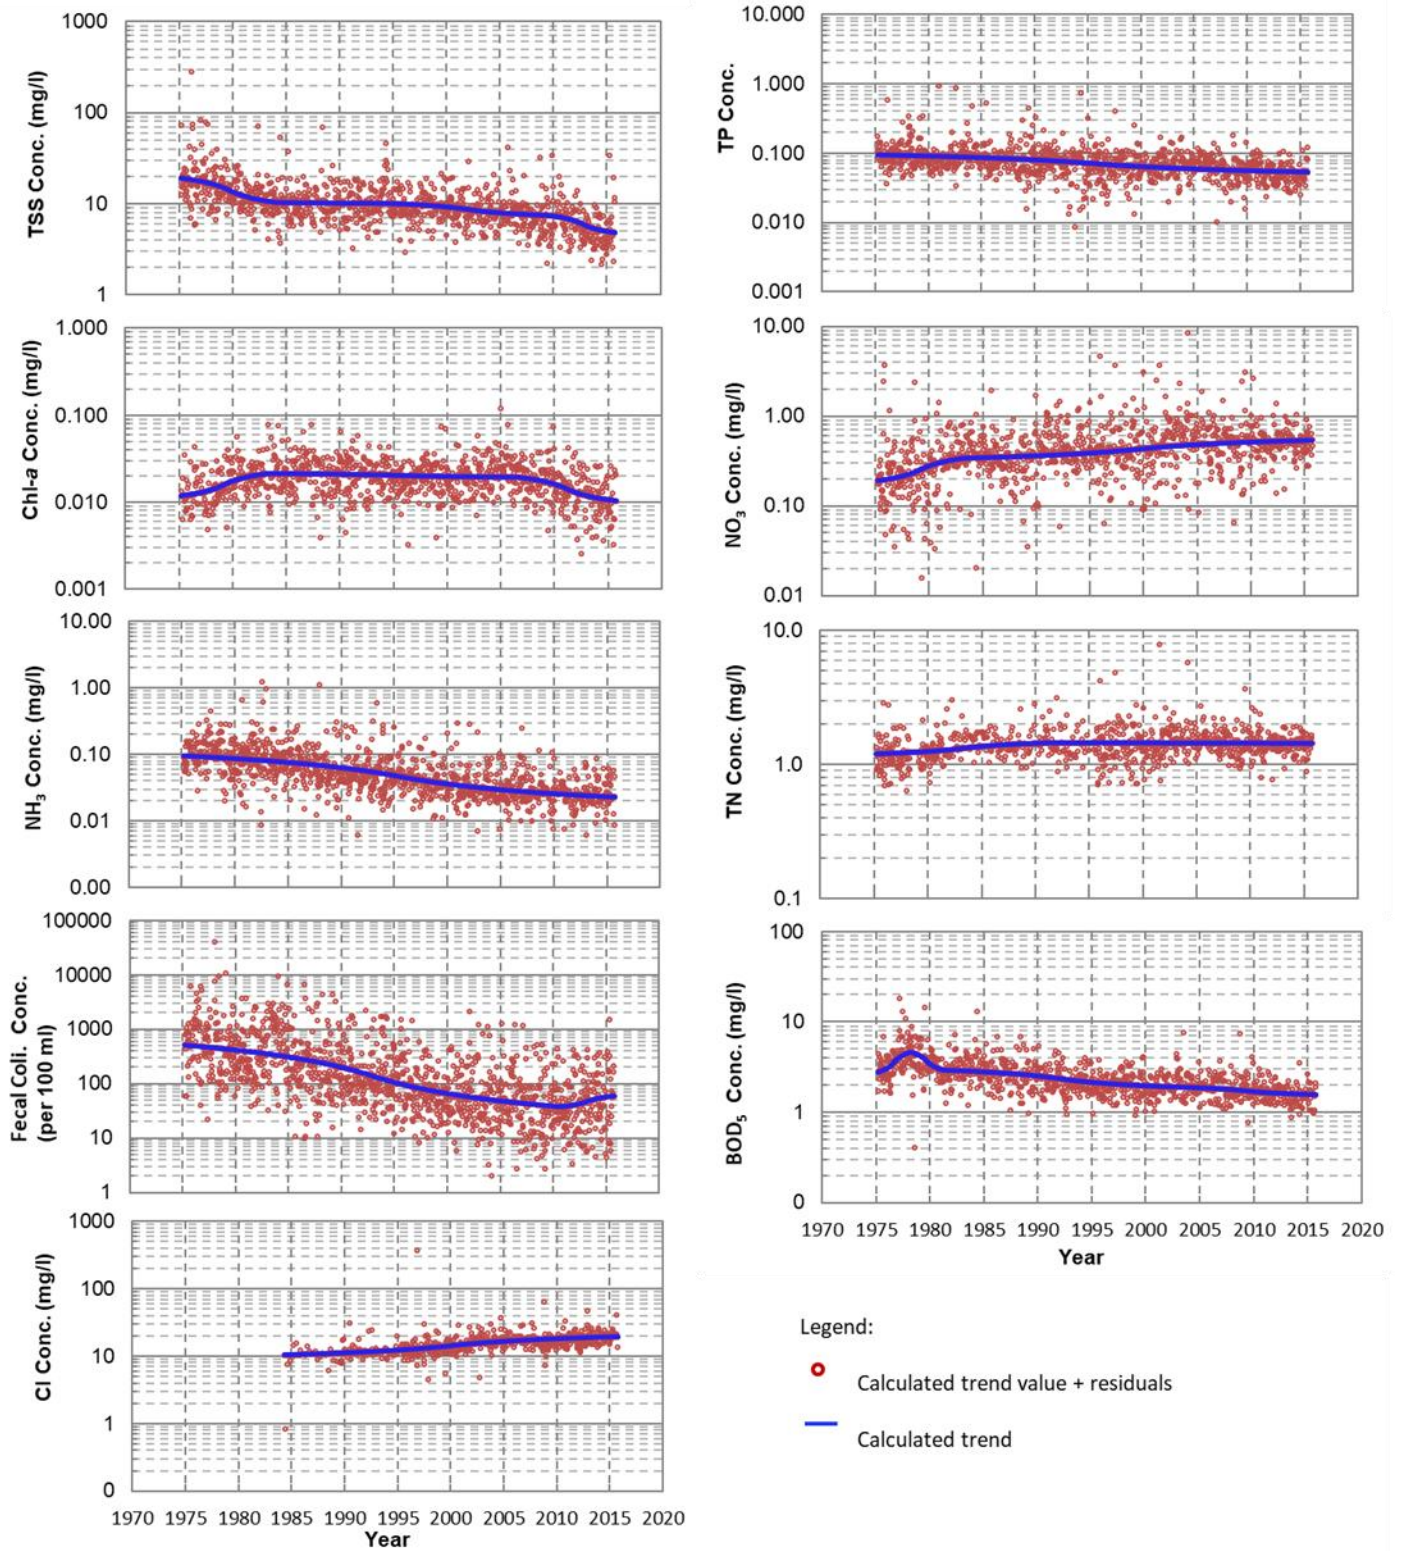 1000
100
10
1
TSS Conc. (mg/l)
10.000
1.000
0.100
0.010
0.001
TP Conc.
1.000
0.100
0.010
0.001
Chl-a Conc. (mg/l)
10.00
1.00
0.10
0.01
NO3 Conc. (mg/l)
10.00
1.00
0.10
0.01
0.00
NH3 Conc. (mg/l)
10.0
1.0
0.1
TN Conc. (mg/l)
100000
10000
1000
100
10
1
Fecal Coli. Conc.
(per 100 ml)
100
10
1
0
BOD5 Conc. (mg/l)
1970 1975 1980 1985 1990 1995 2000 2005 2010 2015 2020
Year
1000
100
10
1
0
Cl Conc. (mg/l)
1970 1975 1980 1985 1990 1995 2000 2005 2010 2015 2020
Year
Legend:
Calculated trend value + residuals
Calculated trend